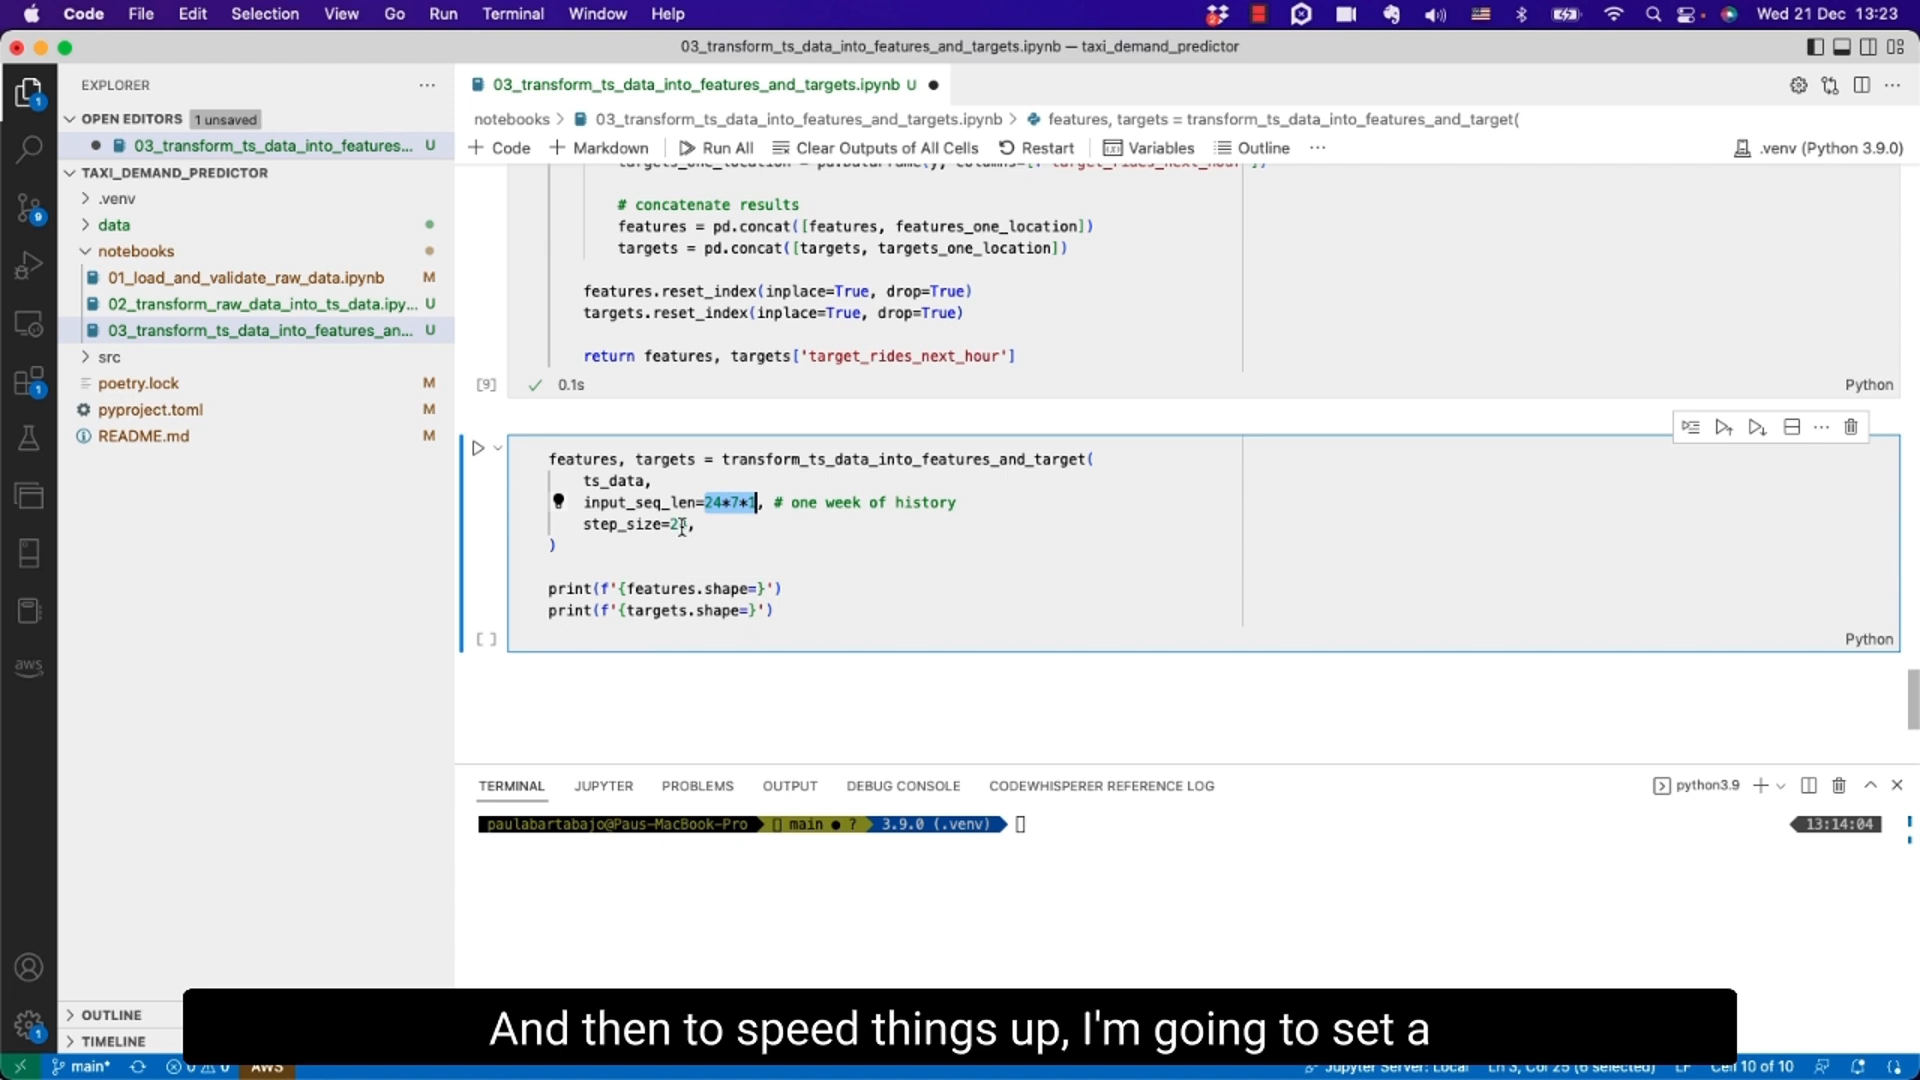 Code File Edit Selection View Go Run Terminal Window Help Wed 21 Dec 13:23
03_transform_ts_data_into_features_and_targets.ipynb — taxi_demand_predictor
EXPLORER
OPEN EDITORS 1 unsaved
03_transform_ts_data_into_features... U
TAXI_DEMAND_PREDICTOR
.venv
data
notebooks
01_load_and_validate_raw_data.ipynb M
02_transform_raw_data_into_ts_data.ipy... U
03_transform_ts_data_into_features_an... U
src
poetry.lock M
pyproject.toml M
README.md M
OUTLINE
TIMELINE
03_transform_ts_data_into_features_and_targets.ipynb U
notebooks > 03_transform_ts_data_into_features_and_targets.ipynb > features, targets = transform_ts_data_into_features_and_target(
+ Code + Markdown Run All Clear Outputs of All Cells Restart Variables Outline ... .venv (Python 3.9.0)
# concatenate results
features = pd.concat([features, features_one_location])
targets = pd.concat([targets, targets_one_location])
features.reset_index(inplace=True, drop=True)
targets.reset_index(inplace=True, drop=True)
return features, targets['target_rides_next_hour']
[9] 0.1s Python
features, targets = transform_ts_data_into_features_and_target(
ts_data,
input_seq_len=24*7*1, # one week of history
step_size=
)
print(f'{features.shape=}')
print(f'{targets.shape=}')
[ ] Python
TERMINAL JUPYTER PROBLEMS OUTPUT DEBUG CONSOLE CODEWHISPERER REFERENCE LOG python3.9
paulabartabajo@Paus-MacBook-Pro main ● ? 3.9.0 (.venv) 13:14:04
aws
And then to speed things up, I'm going to set a
main* 0 0 AWS Jupyter Server: Local Ln 3, Col 25 (6 selected) LF Cell 10 of 10